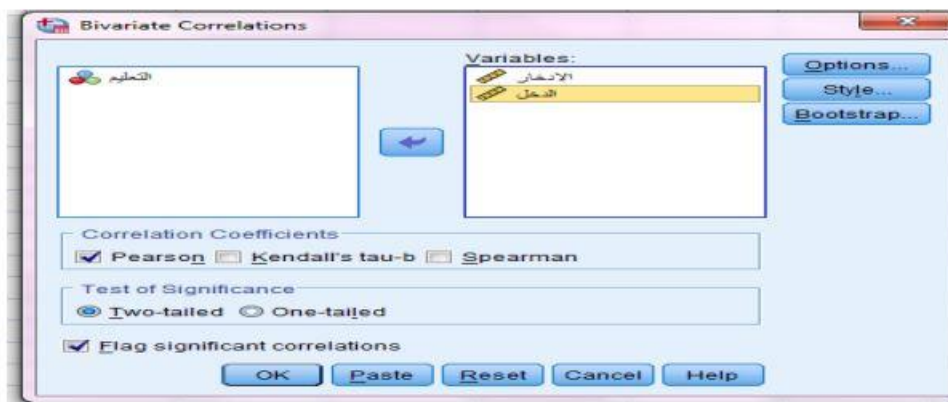 Bivariate Correlations
Variables:
التعليم
الادخار
الدخل
Options...
Style...
Bootstrap...
Correlation Coefficients
Pearson Kendall's tau-b Spearman
Test of Significance
Two-tailed One-tailed
Flag significant correlations
OK Paste Reset Cancel Help